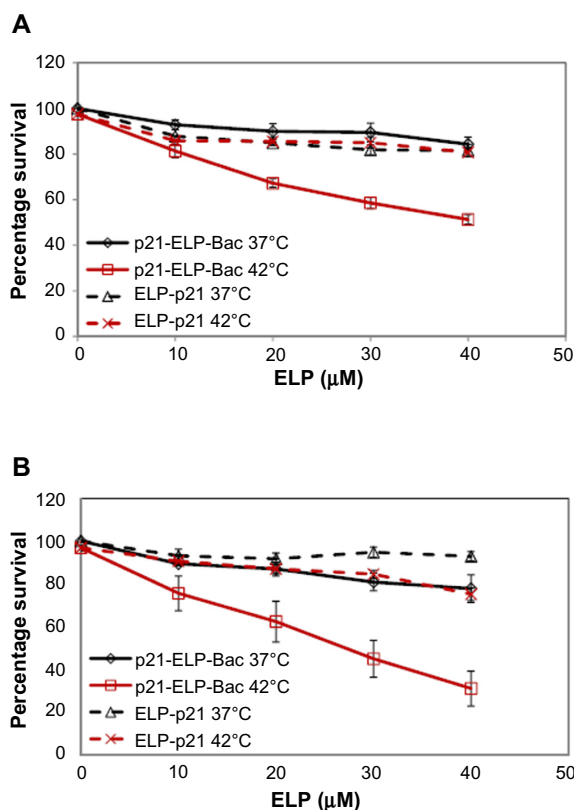 A
120
100
80
60
40
20
0
Percentage survival
p21-ELP-Bac 37°C
p21-ELP-Bac 42°C
ELP-p21 37°C
ELP-p21 42°C
0 10 20 30 40 50
ELP (μM)
B
120
100
80
60
40
20
0
Percentage survival
p21-ELP-Bac 37°C
p21-ELP-Bac 42°C
ELP-p21 37°C
ELP-p21 42°C
0 10 20 30 40 50
ELP (μM)